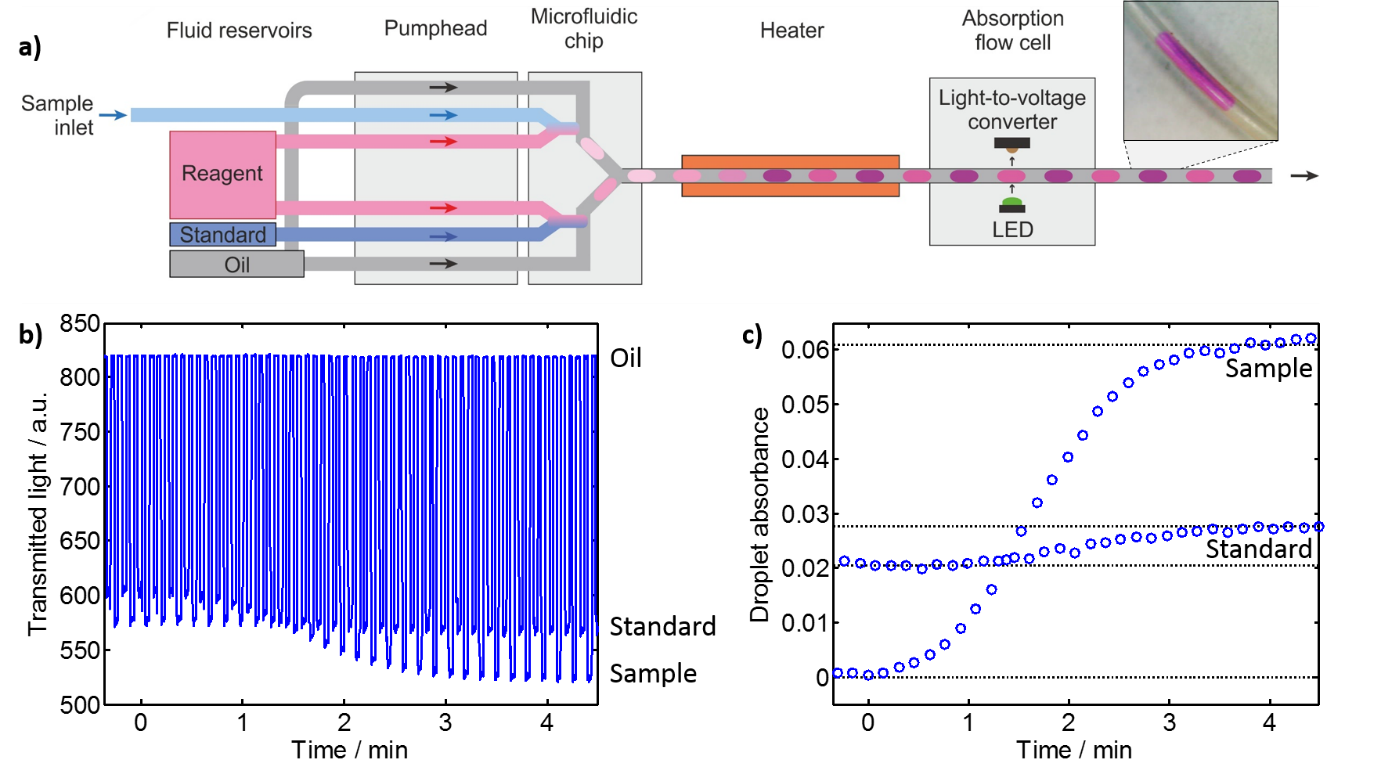 a)
Fluid reservoirs
Pumphead
Microfluidic
chip
Heater
Absorption
flow cell
Sample
inlet
Reagent
Standard
Oil
Light-to-voltage
converter
LED
b)
850
800
750
700
650
600
550
500
Transmitted light / a.u.
0 1 2 3 4
Time / min
Oil
Standard
Sample
c)
0.06
0.05
0.04
0.03
0.02
0.01
0
Droplet absorbance
Sample
Standard
0 1 2 3 4
Time / min